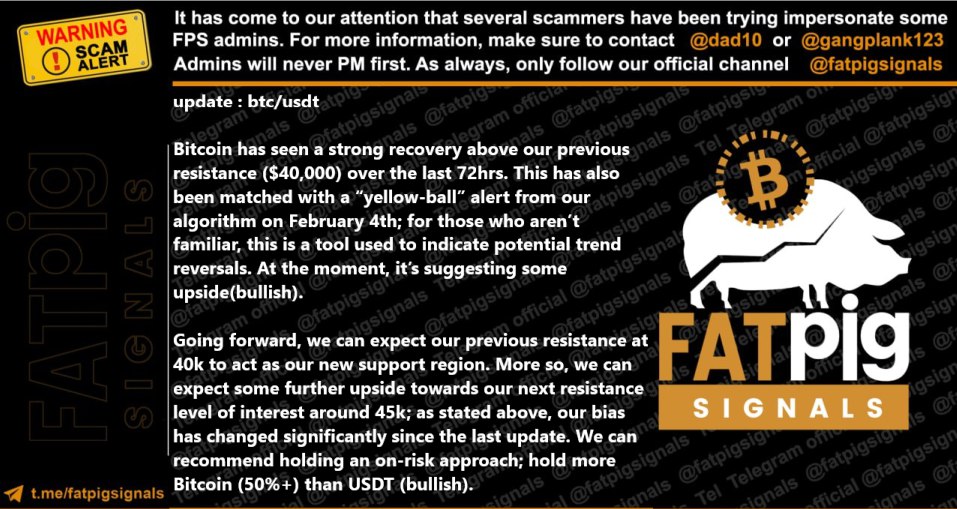 WARNING
SCAM
ALERT
It has come to our attention that several scammers have been trying impersonate some
FPS admins. For more information, make sure to contact @dad10 or @gangplank123
Admins will never PM first. As always, only follow our official channel @fatpigsignals
update : btc/usdt
Bitcoin has seen a strong recovery above our previous
resistance ($40,000) over the last 72hrs. This has also
been matched with a “yellow-ball” alert from our
algorithm on February 4th; for those who aren’t
familiar, this is a tool used to indicate potential trend
reversals. At the moment, it’s suggesting some
upside(bullish).
Going forward, we can expect our previous resistance at
40k to act as our new support region. More so, we can
expect some further upside towards our next resistance
level of interest around 45k; as stated above, our bias
has changed significantly since the last update. We can
recommend holding an on-risk approach; hold more
Bitcoin (50%+) than USDT (bullish).
FATpig
SIGNALS
FATpig
SIGNALS
t.me/fatpigsignals